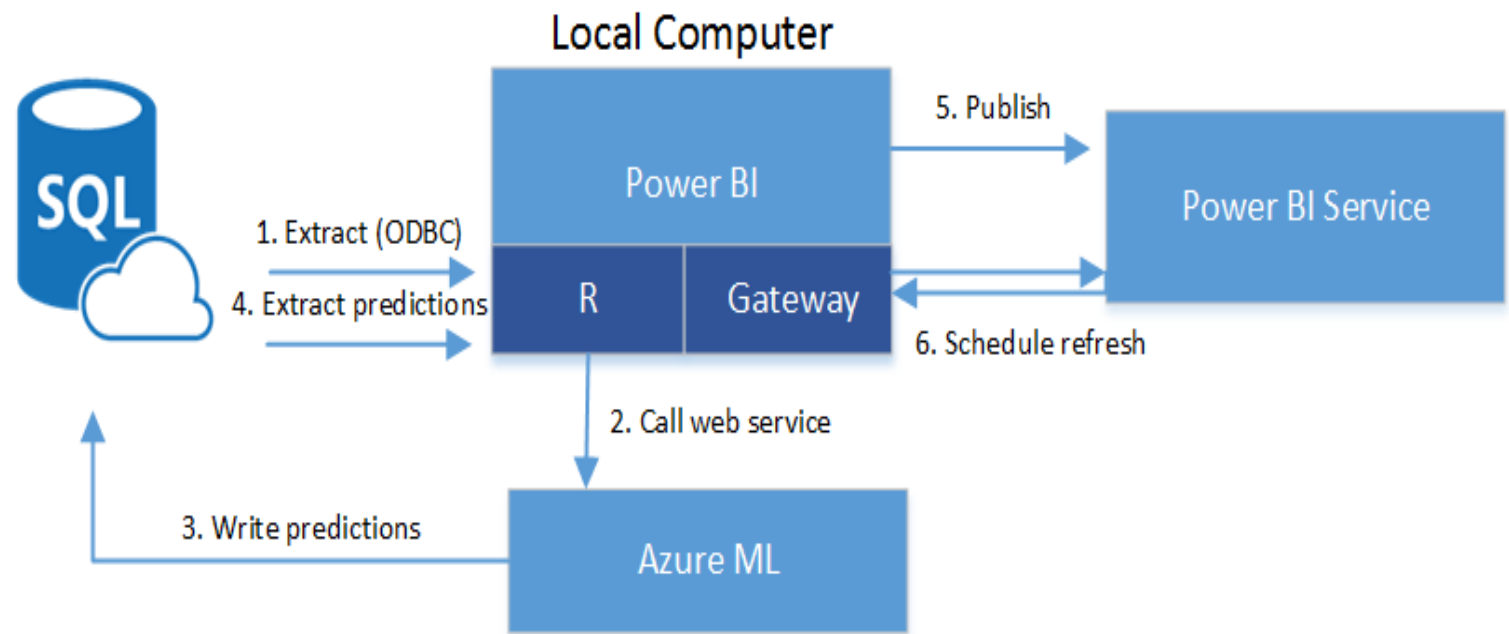 Local Computer
SQL
1. Extract (ODBC)
4. Extract predictions
Power BI
R
Gateway
5. Publish
Power BI Service
6. Schedule refresh
2. Call web service
3. Write predictions
Azure ML